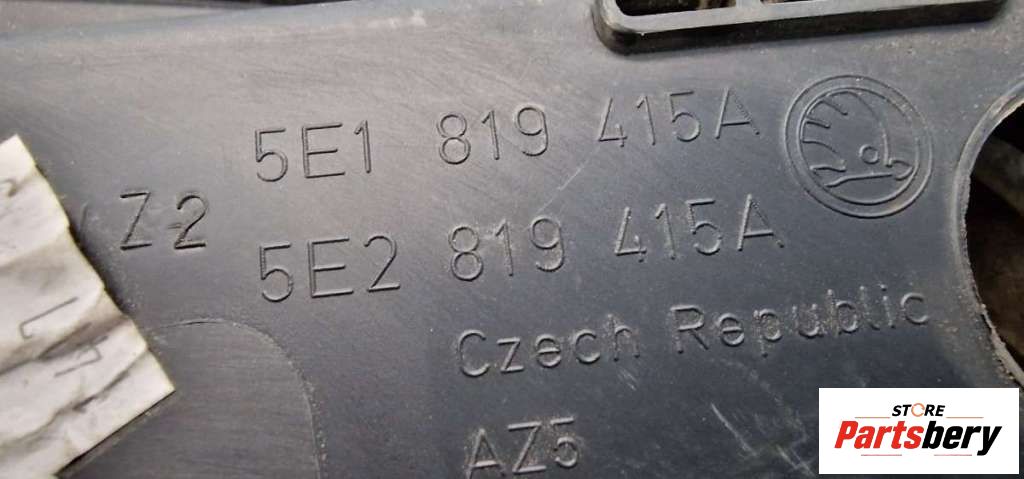 5E1 819 415A
Z2
5E2 819 415A
Czech Republic
AZ5
STORE
Partsbery